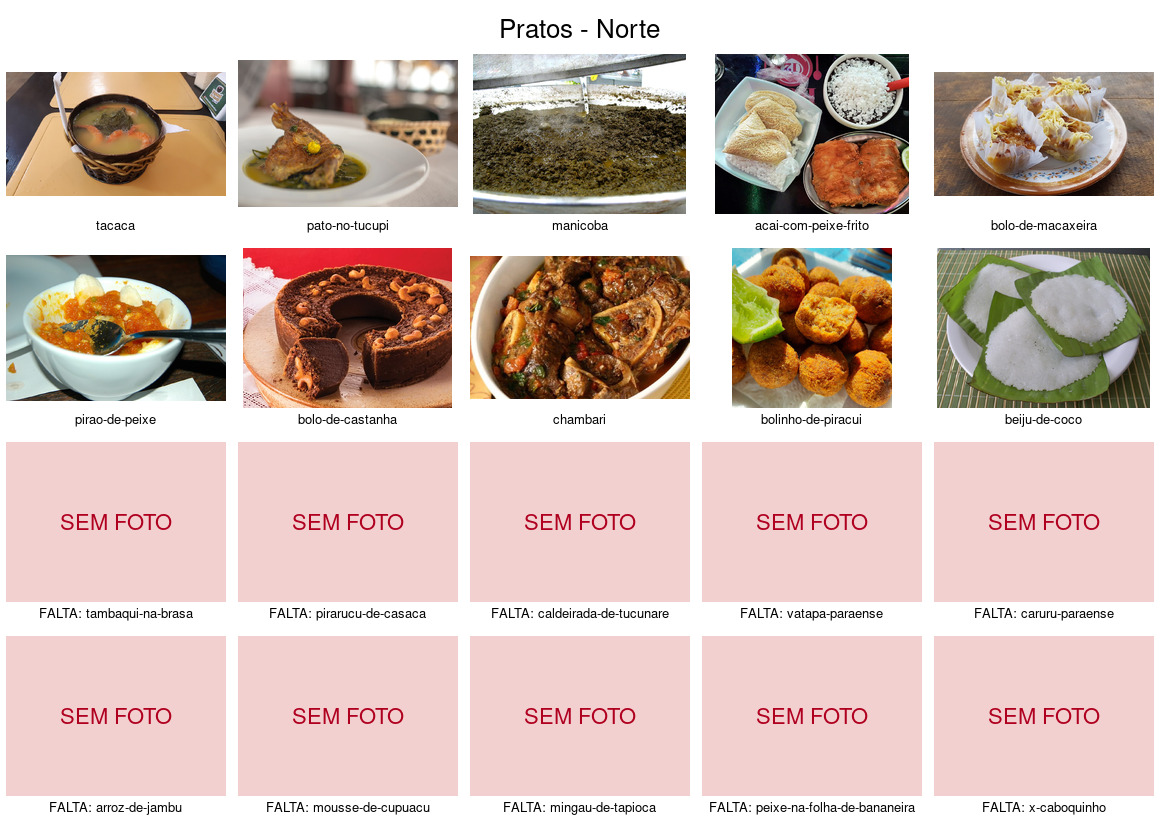 Pratos - Norte
tacaca
pato-no-tucupi
manicoba
acai-com-peixe-frito
bolo-de-macaxeira
pirao-de-peixe
bolo-de-castanha
chambari
bolinho-de-piracui
beiju-de-coco
SEM FOTO
SEM FOTO
SEM FOTO
SEM FOTO
SEM FOTO
FALTA: tambaqui-na-brasa
FALTA: pirarucu-de-casaca
FALTA: caldeirada-de-tucunare
FALTA: vatapa-paraense
FALTA: caruru-paraense
SEM FOTO
SEM FOTO
SEM FOTO
SEM FOTO
SEM FOTO
FALTA: arroz-de-jambu
FALTA: mousse-de-cupuacu
FALTA: mingau-de-tapioca
FALTA: peixe-na-folha-de-bananeira
FALTA: x-caboquinho